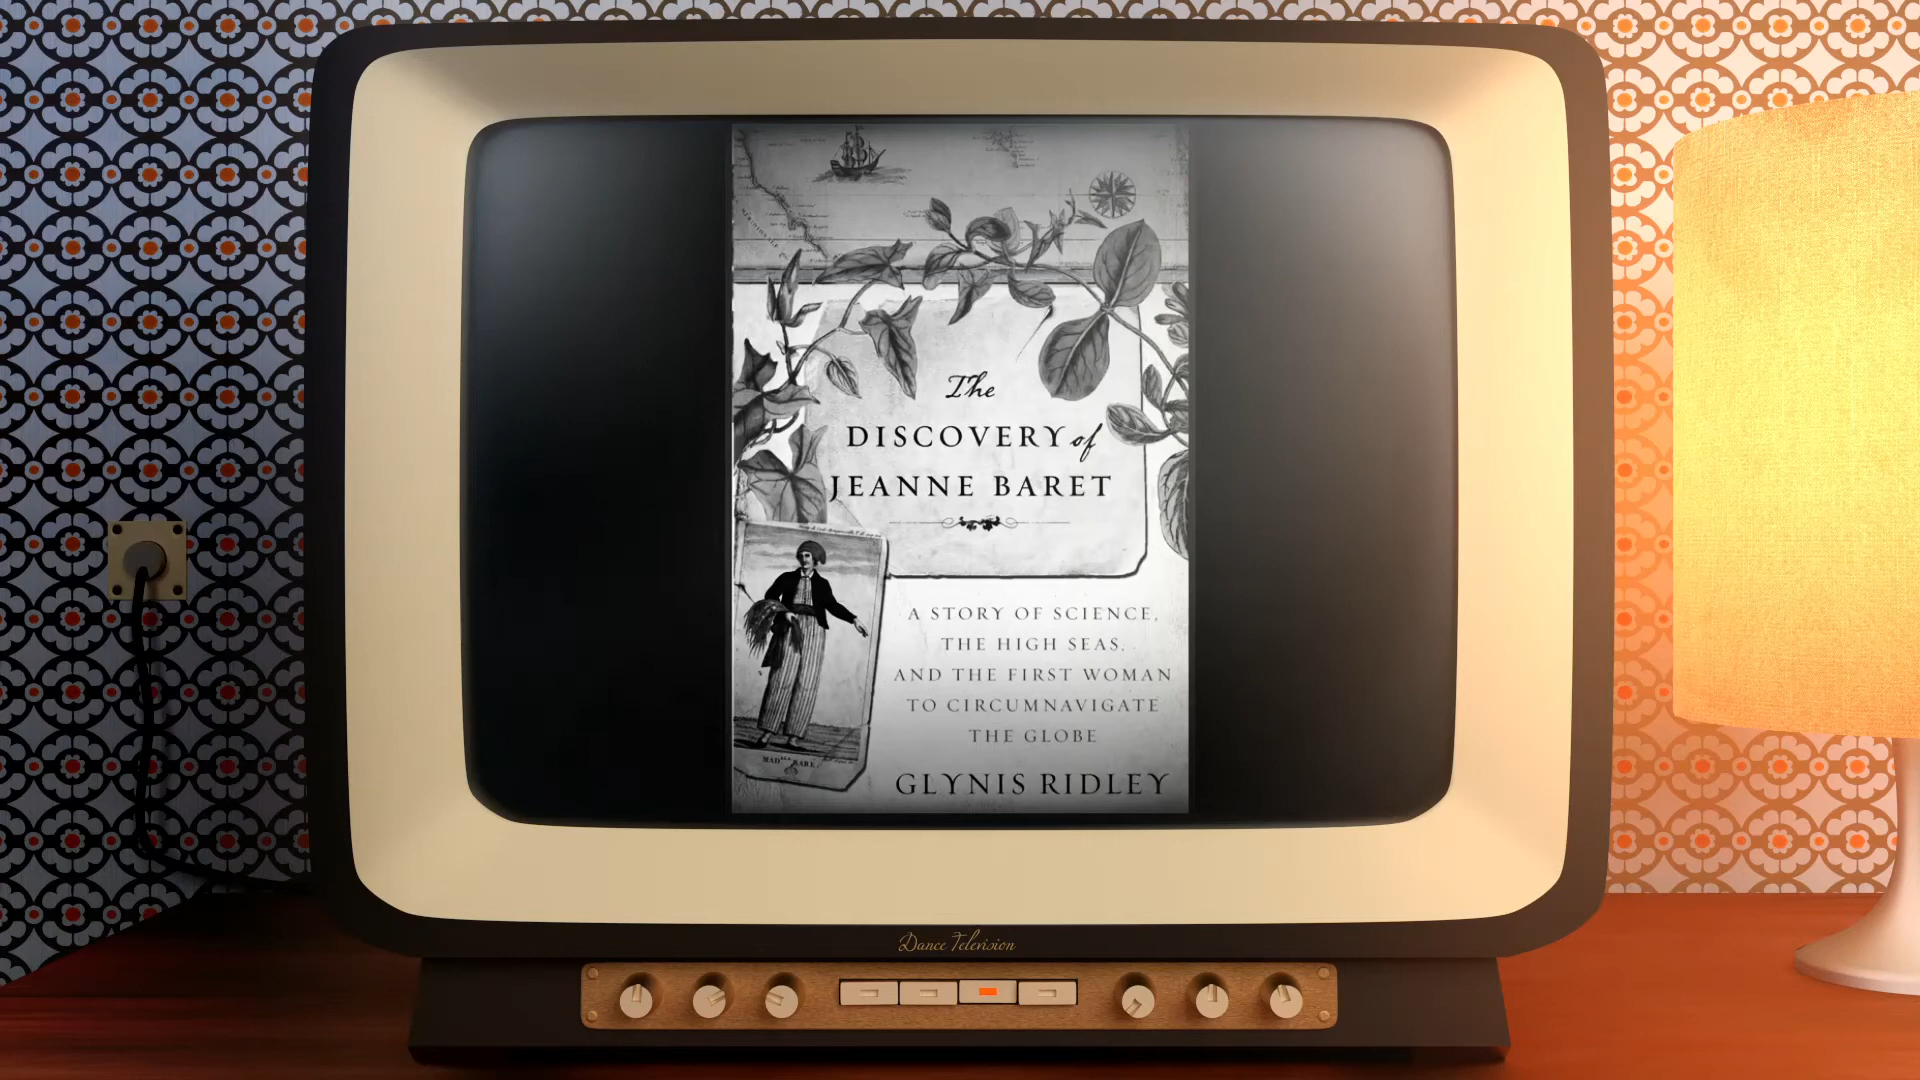 The
DISCOVERY of
JEANNE BARET
A STORY OF SCIENCE,
THE HIGH SEAS,
AND THE FIRST WOMAN
TO CIRCUMNAVIGATE
THE GLOBE
GLYNIS RIDLEY
Dance Television